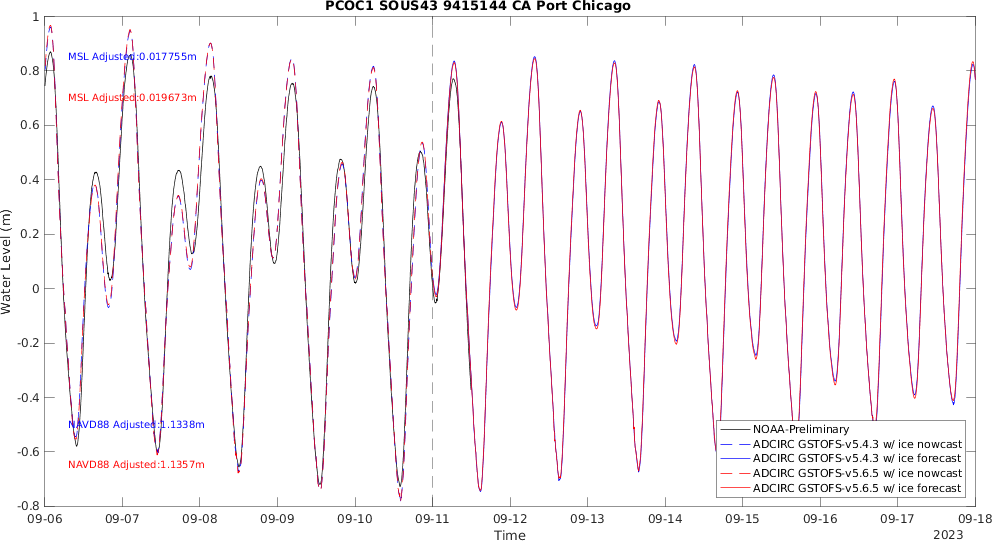 PCOC1 SOUS43 9415144 CA Port Chicago
Water Level (m)
1
0.8
0.6
0.4
0.2
0
-0.2
-0.4
-0.6
-0.8
MSL Adjusted:0.017755m
MSL Adjusted:0.019673m
NAVD88 Adjusted:1.1338m
NAVD88 Adjusted:1.1357m
NOAA-Preliminary
ADCIRC GSTOFS-v5.4.3 w/ ice nowcast
ADCIRC GSTOFS-v5.4.3 w/ ice forecast
ADCIRC GSTOFS-v5.6.5 w/ ice nowcast
ADCIRC GSTOFS-v5.6.5 w/ ice forecast
09-06 09-07 09-08 09-09 09-10 09-11 09-12 09-13 09-14 09-15 09-16 09-17 09-18
Time
2023